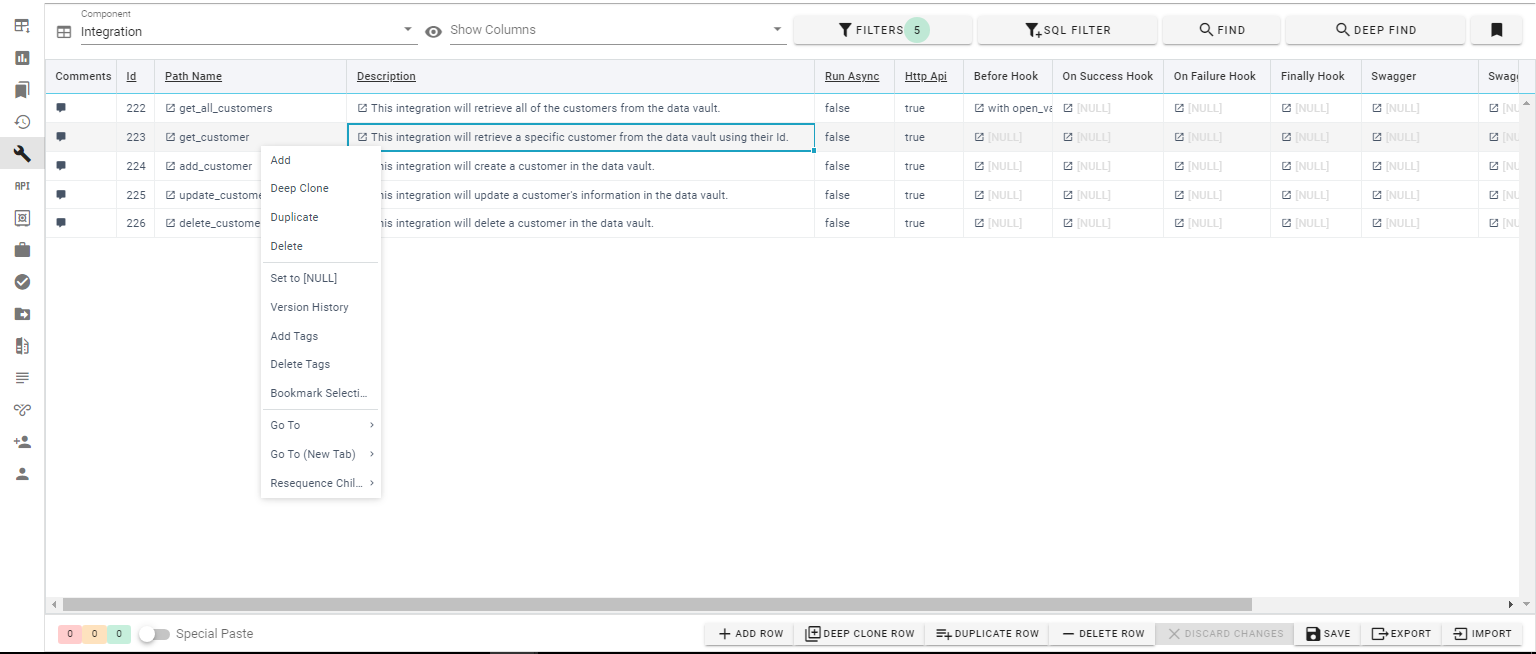 Component
Integration
Show Columns
FILTERS 5
SQL FILTER
FIND
DEEP FIND
Comments Id Path Name Description Run Async Http Api Before Hook On Success Hook On Failure Hook Finally Hook Swagger Swag
222 get_all_customers This integration will retrieve all of the customers from the data vault. false true with open_va [NULL] [NULL] [NULL] [NULL] [NU
223 get_customer This integration will retrieve a specific customer from the data vault using their Id. false true [NULL] [NULL] [NULL] [NULL] [NULL] [NU
224 add_customer his integration will create a customer in the data vault. false true [NULL] [NULL] [NULL] [NULL] [NULL] [NU
225 update_custome his integration will update a customer's information in the data vault. false true [NULL] [NULL] [NULL] [NULL] [NULL] [NU
226 delete_custome his integration will delete a customer in the data vault. false true [NULL] [NULL] [NULL] [NULL] [NULL] [NU
API
Add
Deep Clone
Duplicate
Delete
Set to [NULL]
Version History
Add Tags
Delete Tags
Bookmark Selecti...
Go To
Go To (New Tab)
Resequence Chil...
0 0 0 Special Paste
ADD ROW
DEEP CLONE ROW
DUPLICATE ROW
DELETE ROW
DISCARD CHANGES
SAVE
EXPORT
IMPORT